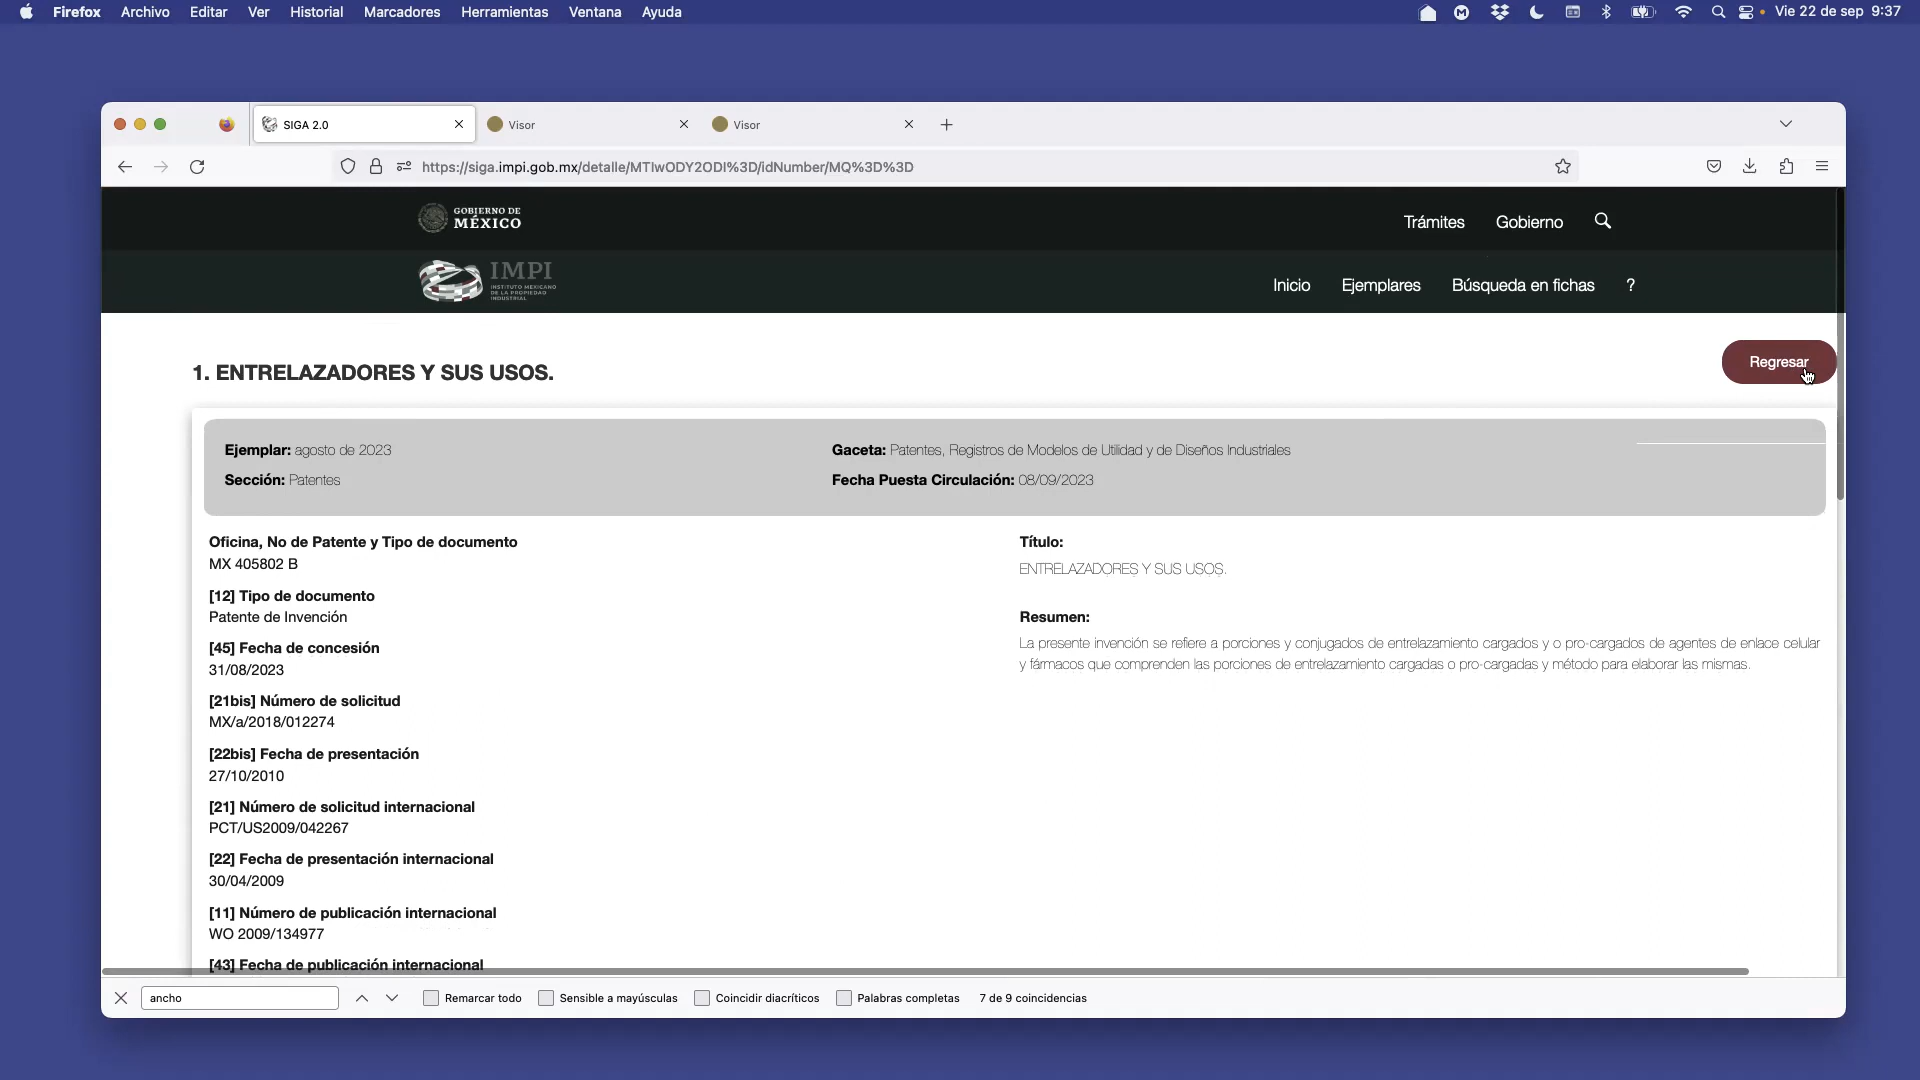 Firefox Archivo Editar Ver Historial Marcadores Herramientas Ventana Ayuda Vie 22 de sep 9:37
SIGA 2.0 Visor Visor
https://siga.impi.gob.mx/detalle/MTIwODY2ODI%3D/idNumber/MQ%3D%3D
GOBIERNO DE
MÉXICO
Trámites Gobierno
IMPI
INSTITUTO MEXICANO
DE LA PROPIEDAD
INDUSTRIAL
Inicio Ejemplares Búsqueda en fichas ?
1. ENTRELAZADORES Y SUS USOS.
Regresar
Ejemplar: agosto de 2023
Gaceta: Patentes, Registros de Modelos de Utilidad y de Diseños Industriales
Sección: Patentes
Fecha Puesta Circulación: 08/09/2023
Oficina, No de Patente y Tipo de documento
MX 405802 B
[12] Tipo de documento
Patente de Invención
[45] Fecha de concesión
31/08/2023
[21bis] Número de solicitud
MX/a/2018/012274
[22bis] Fecha de presentación
27/10/2010
[21] Número de solicitud internacional
PCT/US2009/042267
[22] Fecha de presentación internacional
30/04/2009
[11] Número de publicación internacional
WO 2009/134977
[43] Fecha de publicación internacional
Título:
ENTRELAZADORES Y SUS USOS.
Resumen:
La presente invención se refiere a porciones y conjugados de entrelazamiento cargados y o pro-cargados de agentes de enlace celular
y fármacos que comprenden las porciones de entrelazamiento cargadas o pro-cargadas y método para elaborar las mismas.
ancho Remarcar todo Sensible a mayúsculas Coincidir diacríticos Palabras completas 7 de 9 coincidencias